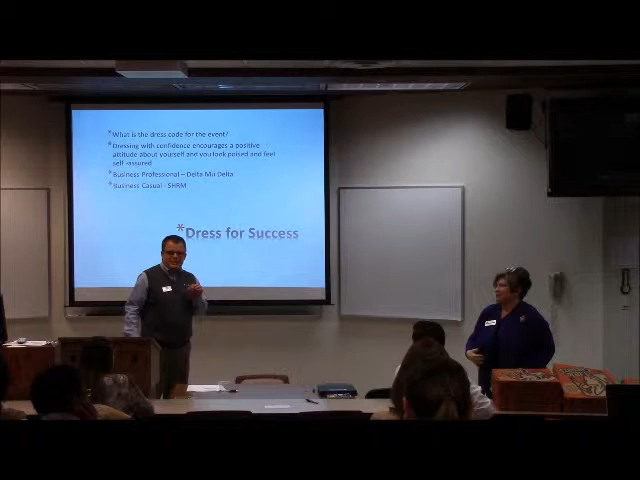 *What is the dress code for the event?
*Dressing with confidence encourages a positive
attitude about yourself and you look poised and feel
self -assured
*Business Professional – Delta Mu Delta
*Business Casual - SHRM
*Dress for Success